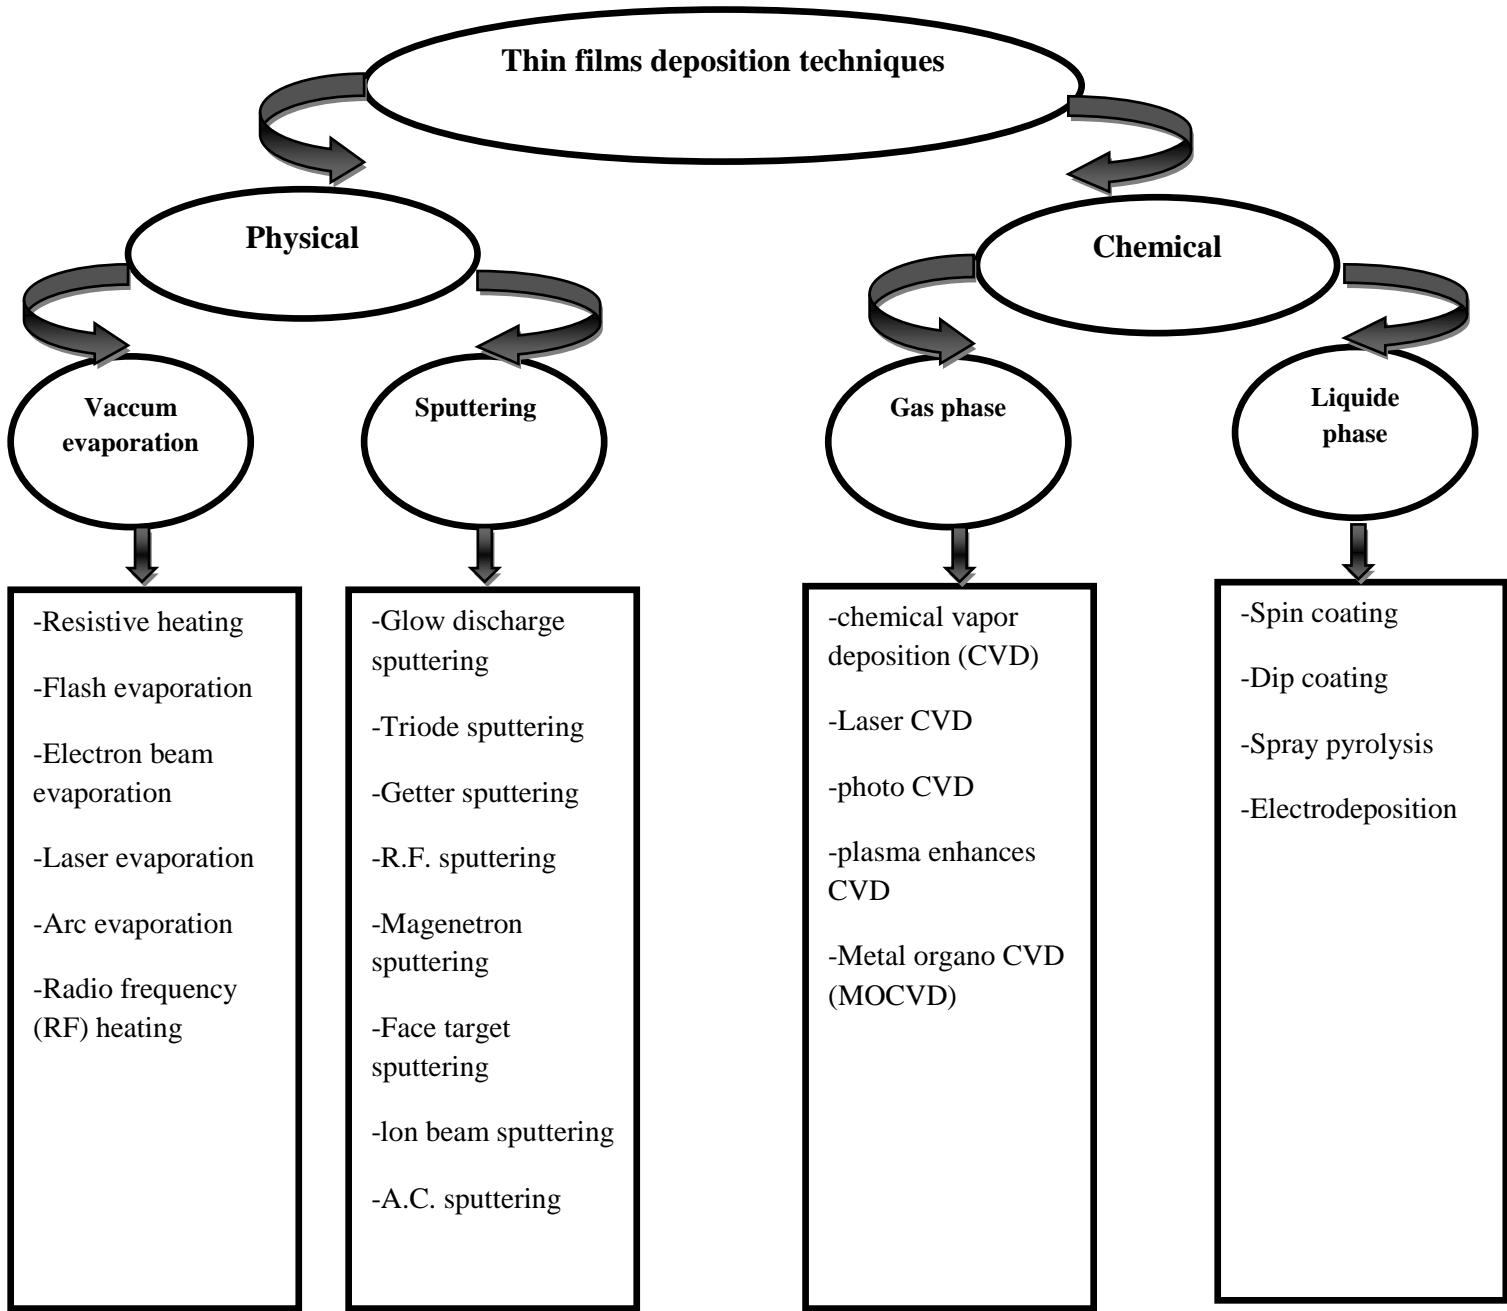 Thin films deposition techniques
Physical
Chemical
Vaccum
evaporation
Sputtering
Gas phase
Liquide
phase
-Resistive heating
-Flash evaporation
-Electron beam
evaporation
-Laser evaporation
-Arc evaporation
-Radio frequency
(RF) heating
-Glow discharge
sputtering
-Triode sputtering
-Getter sputtering
-R.F. sputtering
-Magenetron
sputtering
-Face target
sputtering
-lon beam sputtering
-A.C. sputtering
-chemical vapor
deposition (CVD)
-Laser CVD
-photo CVD
-plasma enhances
CVD
-Metal organo CVD
(MOCVD)
-Spin coating
-Dip coating
-Spray pyrolysis
-Electrodeposition